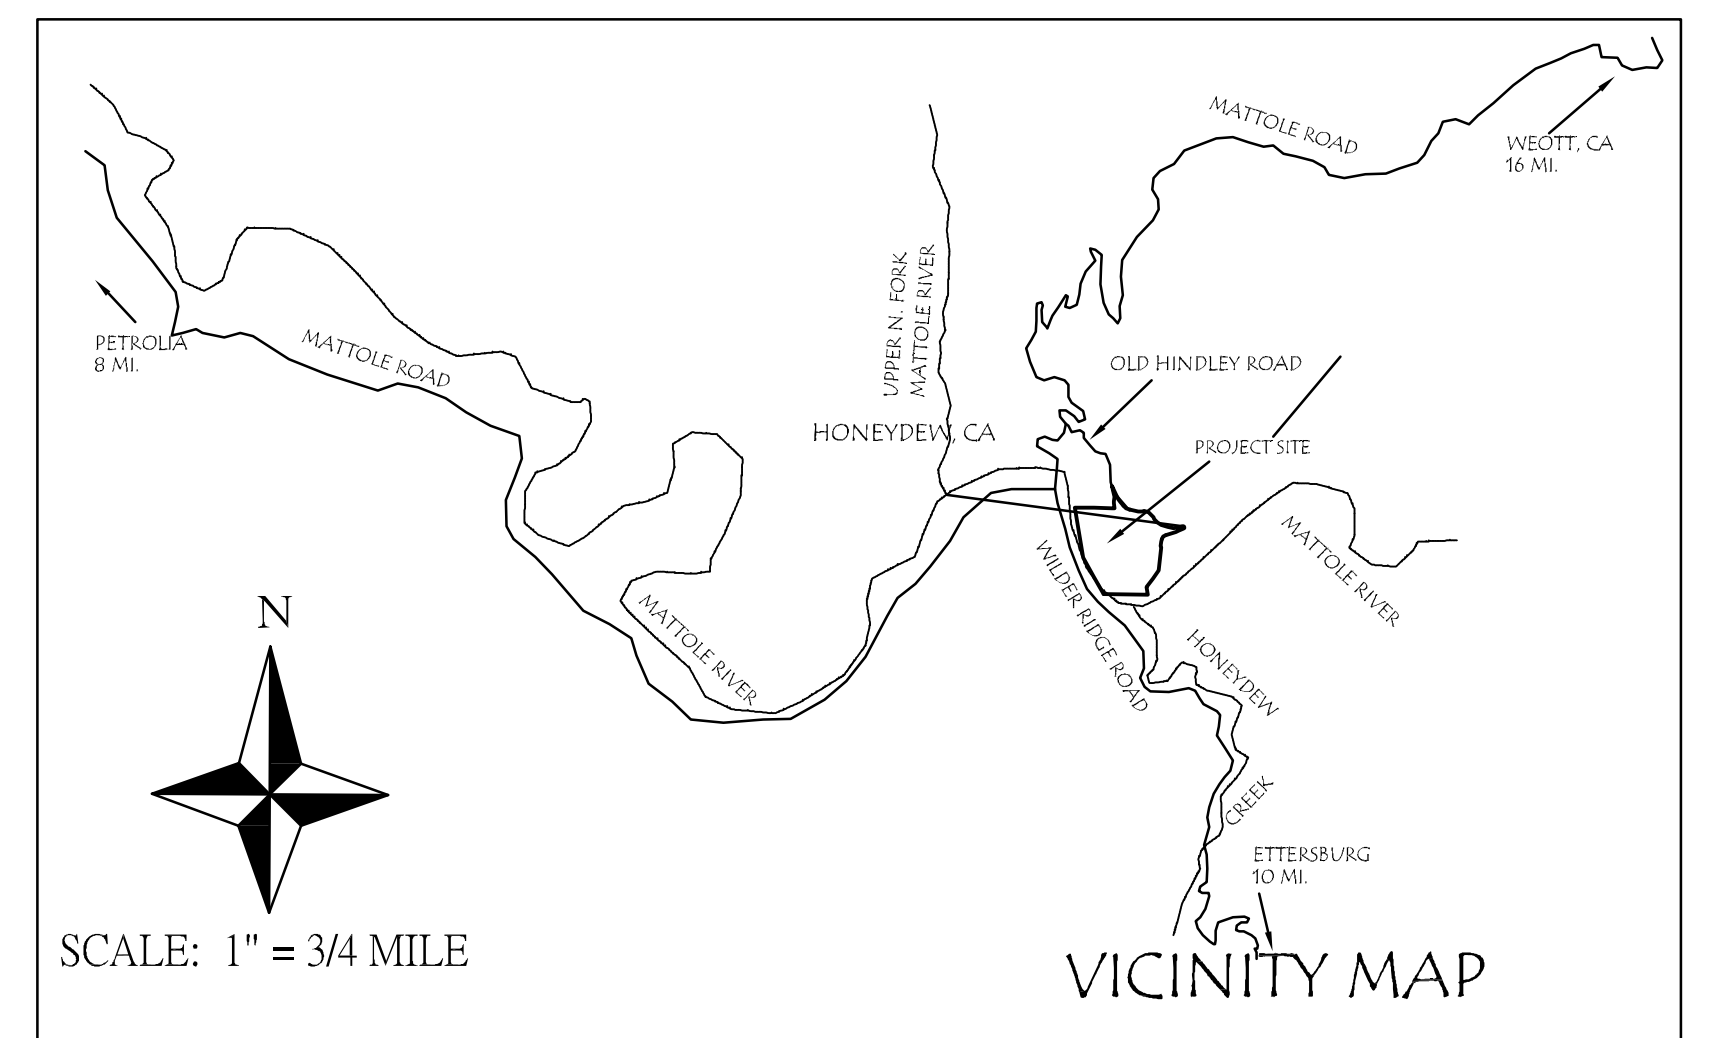 MATTOLE ROAD
WEOTT, CA
16 MI.
UPPER N. FORK
MATTOLE RIVER
PETROLIA
8 MI.
MATTOLE ROAD
OLD HINDLEY ROAD
HONEYDEW, CA
PROJECT SITE
MATTOLE RIVER
WILDER RIDGE ROAD
MATTOLE RIVER
HONEYDEW
CREEK
N
ETTERSBURG
10 MI.
SCALE: 1" = 3/4 MILE
VICINITY MAP